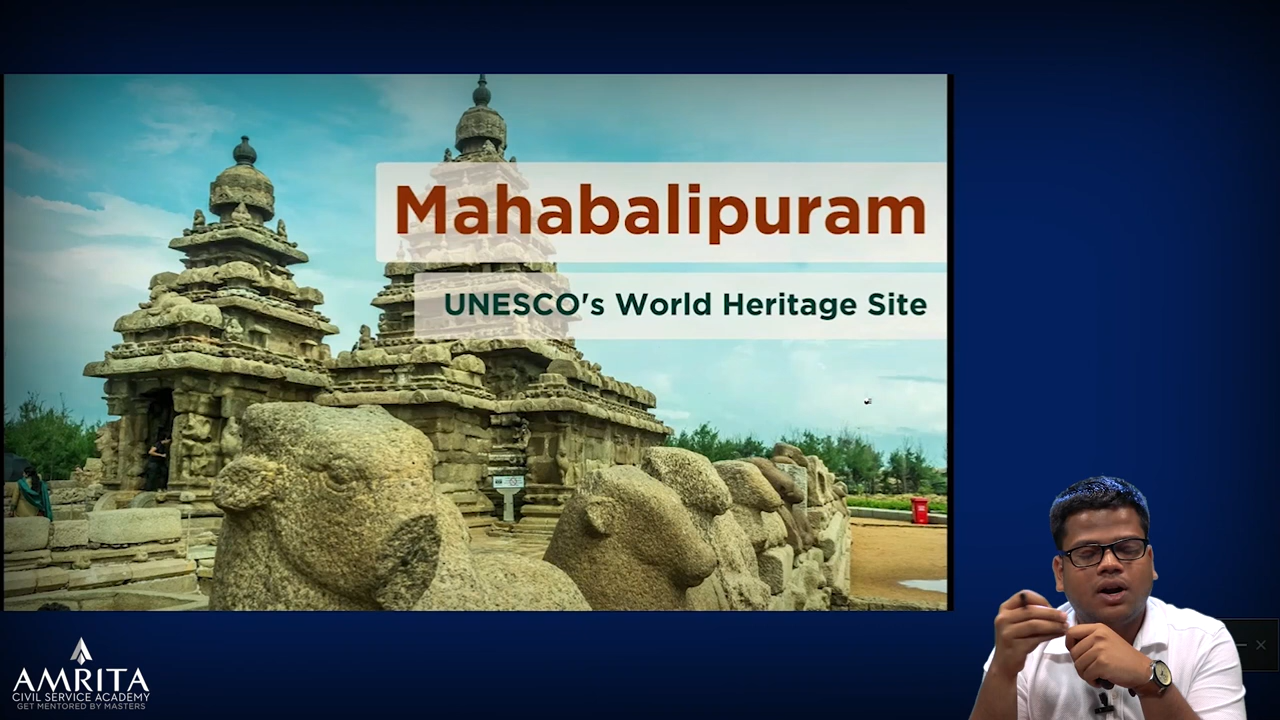 Mahabalipuram
UNESCO's World Heritage Site
AMRITA
CIVIL SERVICE ACADEMY
GET MENTORED BY MASTERS